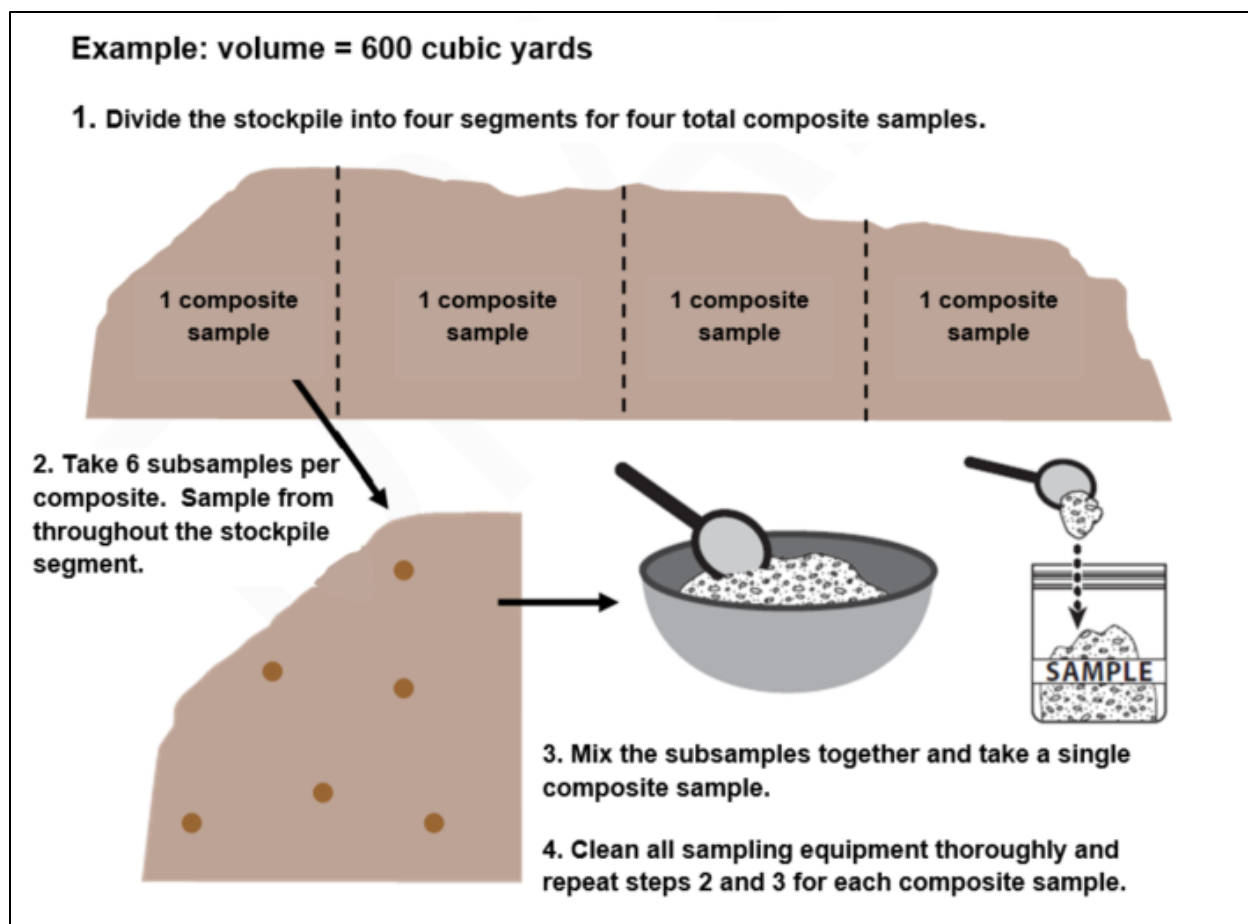 Example: volume = 600 cubic yards
1. Divide the stockpile into four segments for four total composite samples.
1 composite
sample
1 composite
sample
1 composite
sample
1 composite
sample
2. Take 6 subsamples per
composite. Sample from
throughout the stockpile
segment.
SAMPLE
3. Mix the subsamples together and take a single
composite sample.
4. Clean all sampling equipment thoroughly and
repeat steps 2 and 3 for each composite sample.